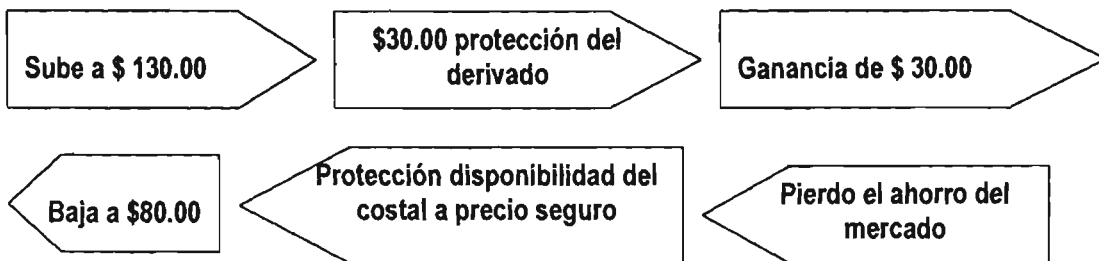 Sube a $ 130.00
$30.00 protección del
derivado
Ganancia de $ 30.00
Baja a $80.00
Protección disponibilidad del
costal a precio seguro
Pierdo el ahorro del
mercado